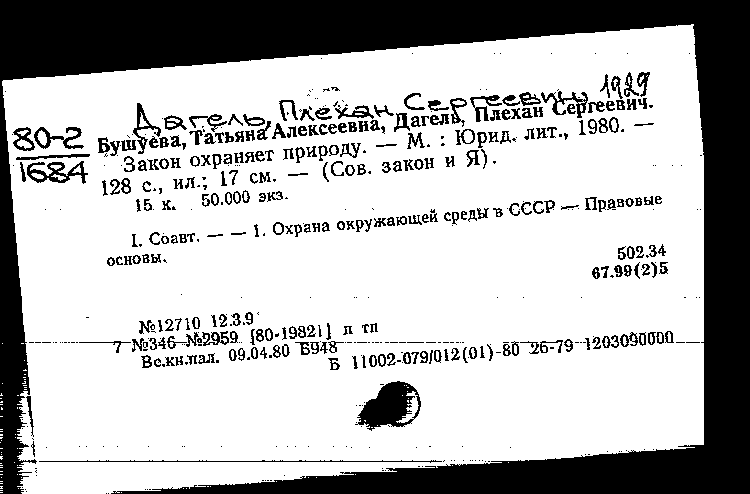 Дагель, Плехан Сергеевич, 1929
80-2
1684
Бушуева, Татьяна Алексеевна, Дагель, Плехан Сергеевич.
Закон охраняет природу. — М. : Юрид. лит., 1980. —
128 с., ил.; 17 см. — (Сов. закон и Я).
15 к. 50.000 экз.
I. Соавт. — — 1. Охрана окружающей среды в СССР — Правовые
основы.
502.34
67.99(2)5
№12710 12.3.9
7 №346 №2959 [80-19821] п тп
Вс.кн.пал. 09.04.80 Б948
Б 11002-079/012(01)-80 26-79 1203090000